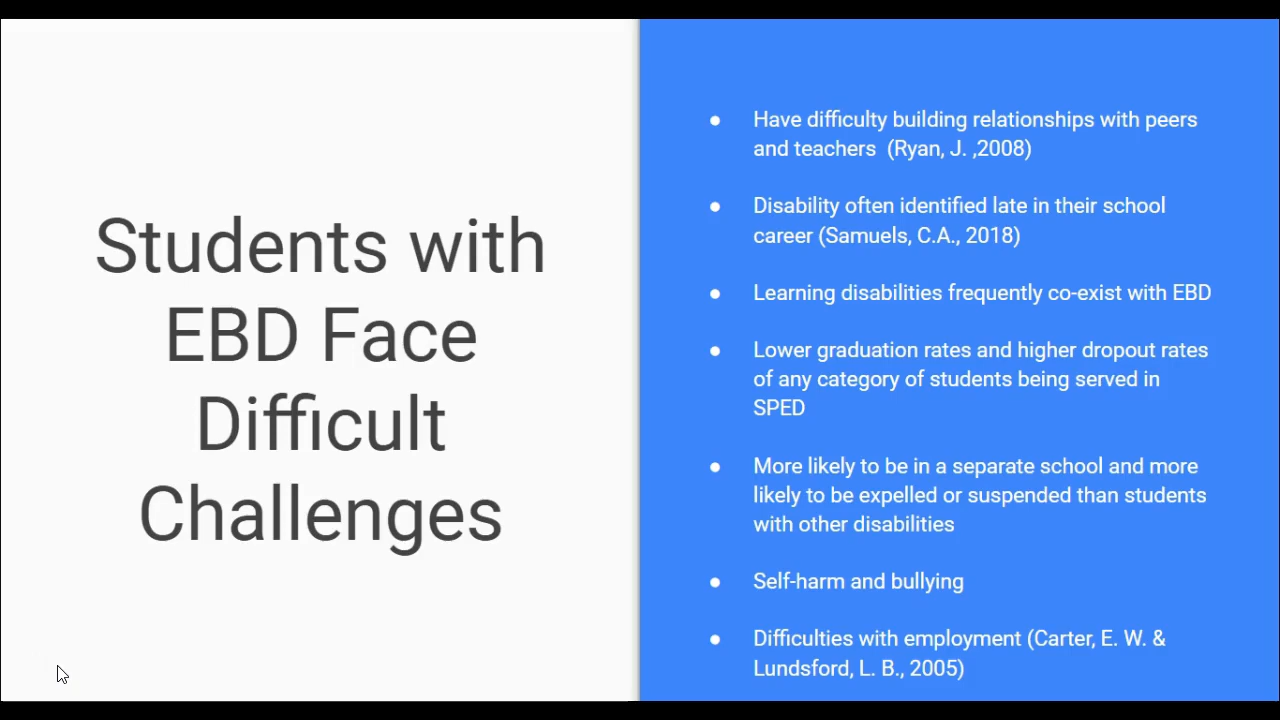 Students with
EBD Face
Difficult
Challenges
● Have difficulty building relationships with peers
and teachers  (Ryan, J. ,2008)
● Disability often identified late in their school
career (Samuels, C.A., 2018)
● Learning disabilities frequently co-exist with EBD
● Lower graduation rates and higher dropout rates
of any category of students being served in
SPED
● More likely to be in a separate school and more
likely to be expelled or suspended than students
with other disabilities
● Self-harm and bullying
● Difficulties with employment (Carter, E. W. &
Lundsford, L. B., 2005)